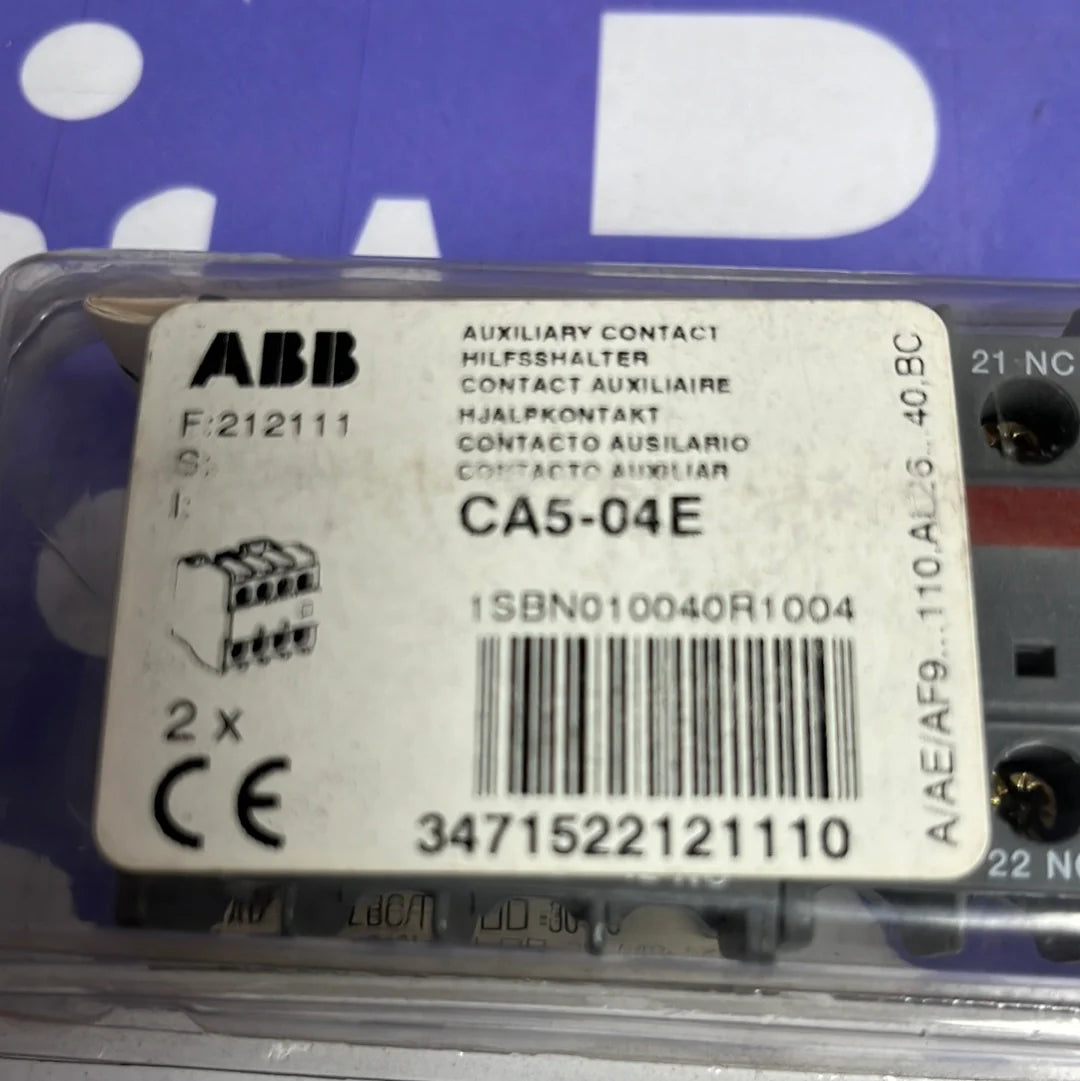 ABB
F:212111
S:
I:
2 x
CE
AUXILIARY CONTACT
HILFSSHALTER
CONTACT AUXILIAIRE
HJALPKONTAKT
CONTACTO AUSILARIO
CONTACTO AUXILIAR
CA5-04E
1SBN010040R1004
3471522121110
A/AE/AF9...110.AL26...40,BC
21 NC
22 NC